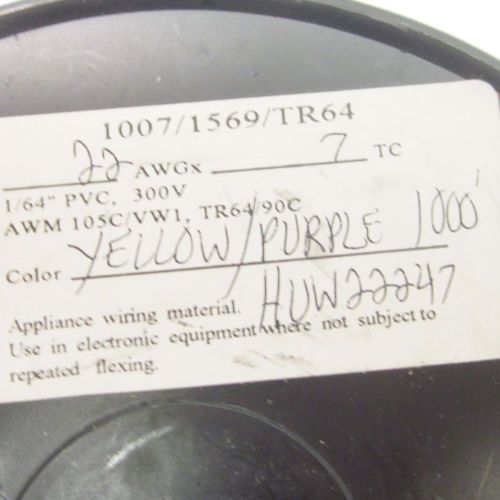 1007/1569/TR64
22 AWGx 7 TC
1/64" PVC, 300V
AWM 105C/VW1, TR64/90C
Color YELLOW/PURPLE 1000'
HUW22247
Appliance wiring material.
Use in electronic equipment where not subject to
repeated flexing.